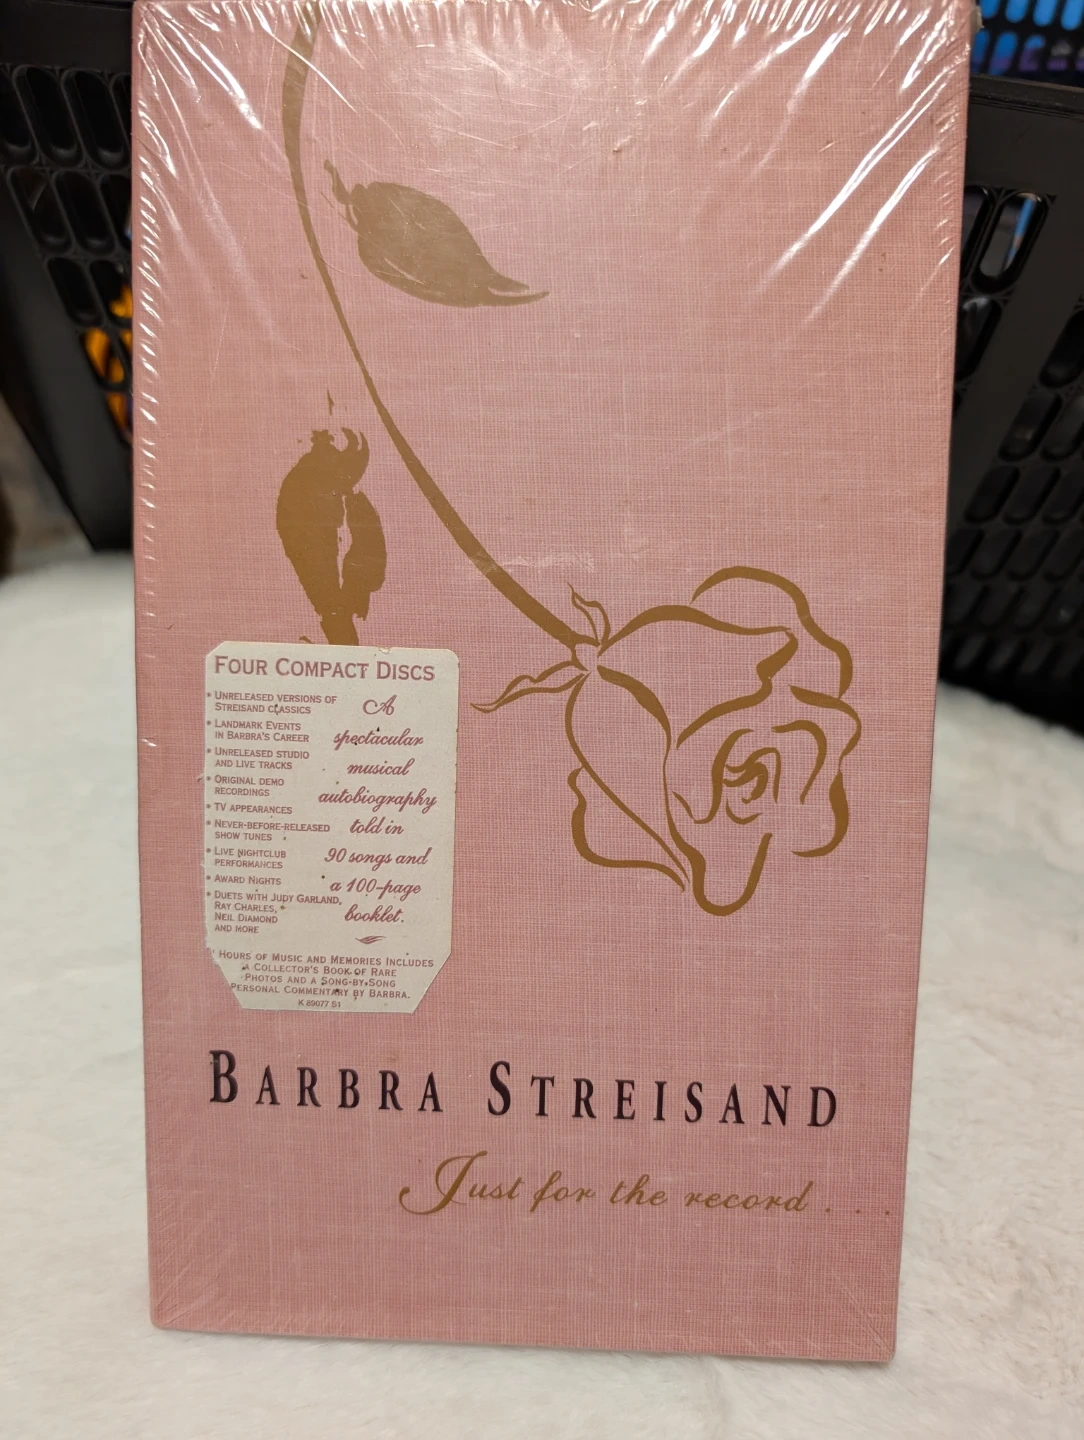 FOUR COMPACT DISCS
• UNRELEASED VERSIONS OF
STREISAND CLASSICS
• LANDMARK EVENTS
IN BARBRA'S CAREER
• UNRELEASED STUDIO
AND LIVE TRACKS
• ORIGINAL DEMO
RECORDINGS
• TV APPEARANCES
• NEVER-BEFORE-RELEASED
SHOW TUNES
• LIVE NIGHTCLUB
PERFORMANCES
• AWARD NIGHTS
• DUETS WITH JUDY GARLAND,
RAY CHARLES,
NEIL DIAMOND
AND MORE
A
spectacular
musical
autobiography
told in
90 songs and
a 100-page
booklet.
HOURS OF MUSIC AND MEMORIES INCLUDES
A COLLECTOR'S BOOK OF RARE
PHOTOS AND A SONG-BY-SONG
PERSONAL COMMENTARY BY BARBRA.
K 89077 S1
BARBRA STREISAND
Just for the record . . .